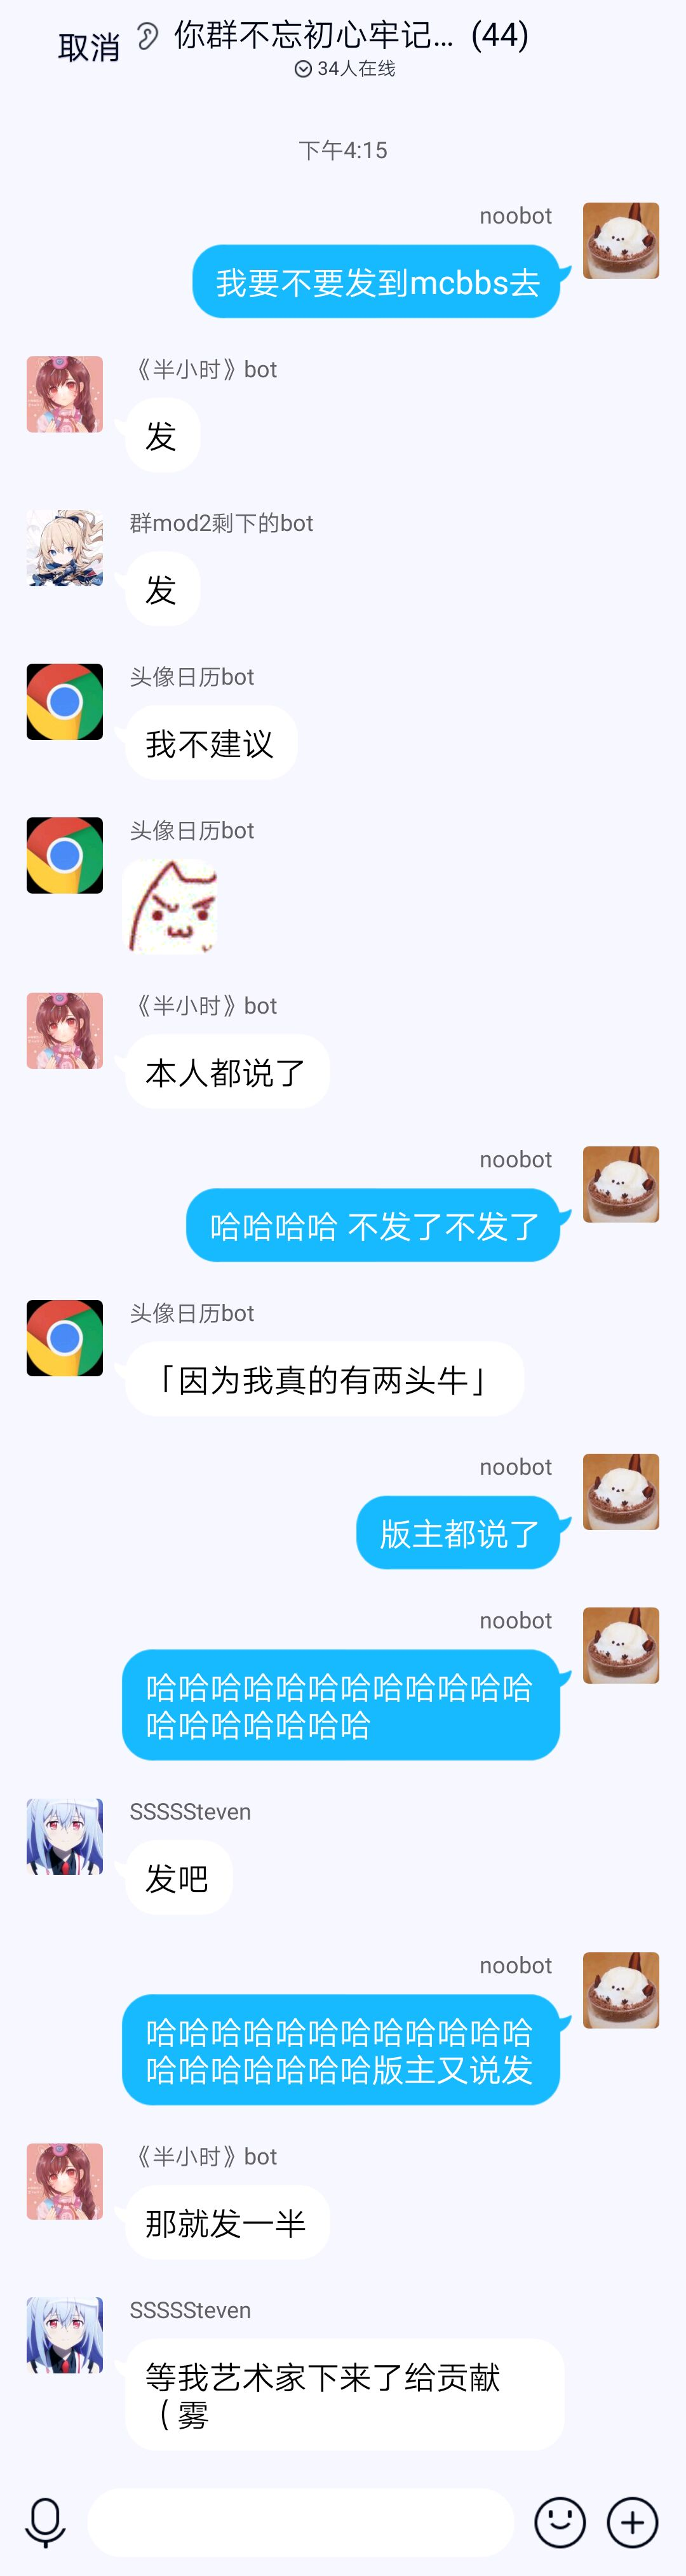 取消
你群不忘初心牢记... (44)
34人在线
下午4:15
noobot
我要不要发到mcbbs去
《半小时》bot
发
群mod2剩下的bot
发
头像日历bot
我不建议
头像日历bot
《半小时》bot
本人都说了
noobot
哈哈哈哈 不发了不发了
头像日历bot
「因为我真的有两头牛」
noobot
版主都说了
noobot
哈哈哈哈哈哈哈哈哈哈哈哈
哈哈哈哈哈哈哈
SSSSSteven
发吧
noobot
哈哈哈哈哈哈哈哈哈哈哈哈
哈哈哈哈哈哈哈版主又说发
《半小时》bot
那就发一半
SSSSSteven
等我艺术家下来了给贡献
（雾